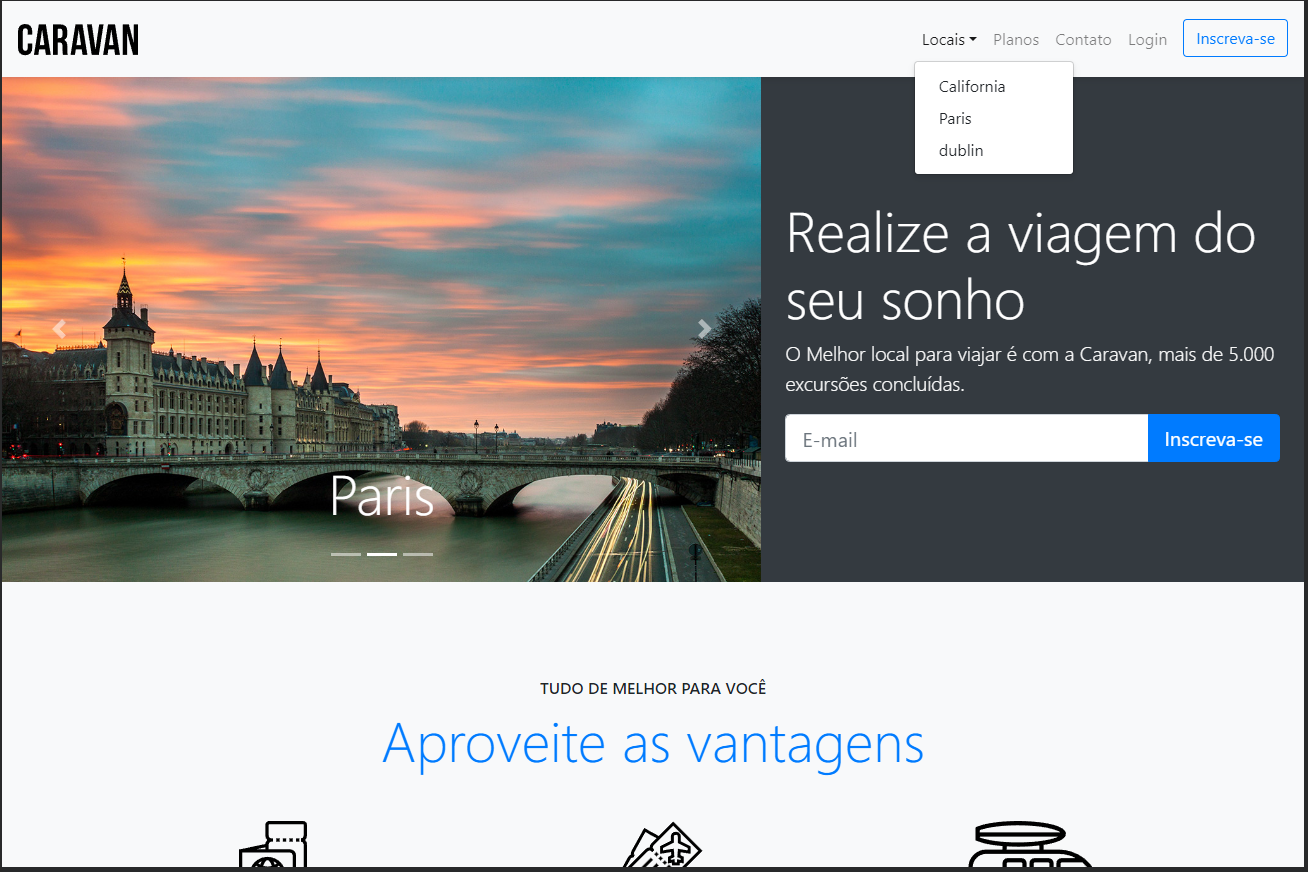 CARAVAN
Locais Planos Contato Login Inscreva-se
California
Paris
dublin
Realize a viagem do
seu sonho
O Melhor local para viajar é com a Caravan, mais de 5.000
excursões concluídas.
E-mail Inscreva-se
Paris
TUDO DE MELHOR PARA VOCÊ
Aproveite as vantagens